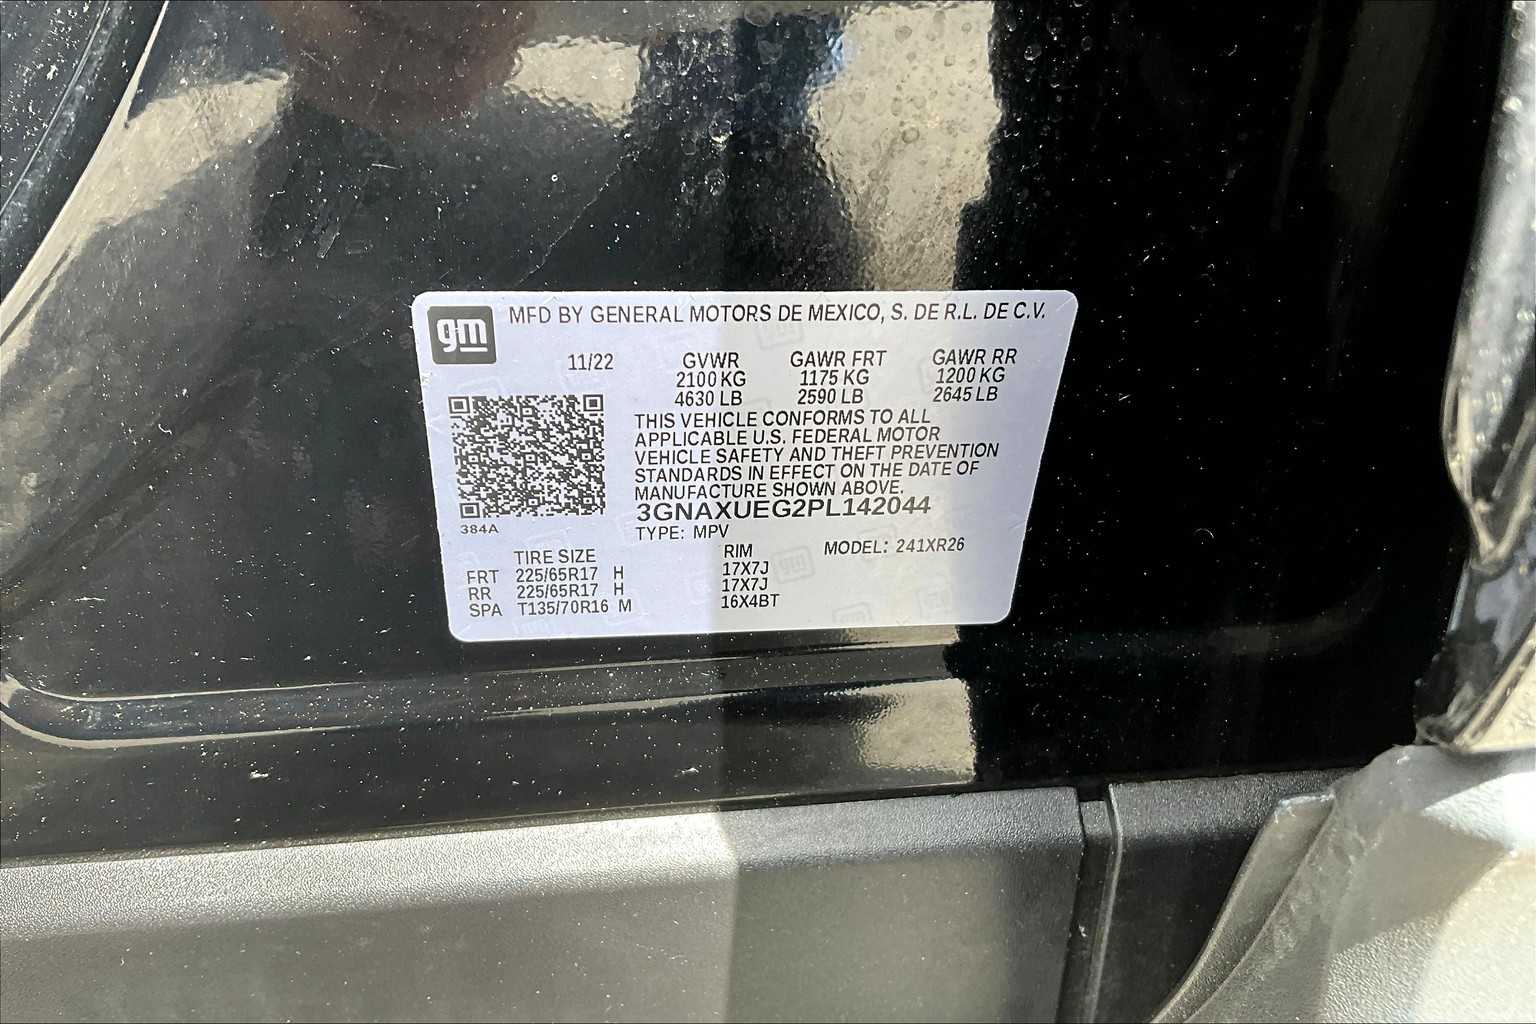 gm MFD BY GENERAL MOTORS DE MEXICO, S. DE R.L. DE C.V.
11/22 GVWR GAWR FRT GAWR RR
2100 KG 1175 KG 1200 KG
4630 LB 2590 LB 2645 LB
THIS VEHICLE CONFORMS TO ALL
APPLICABLE U.S. FEDERAL MOTOR
VEHICLE SAFETY AND THEFT PREVENTION
STANDARDS IN EFFECT ON THE DATE OF
MANUFACTURE SHOWN ABOVE.
3GNAXUEG2PL142044
384A
TYPE: MPV
TIRE SIZE RIM MODEL: 241XR26
FRT 225/65R17 H 17X7J
RR 225/65R17 H 17X7J
SPA T135/70R16 M 16X4BT